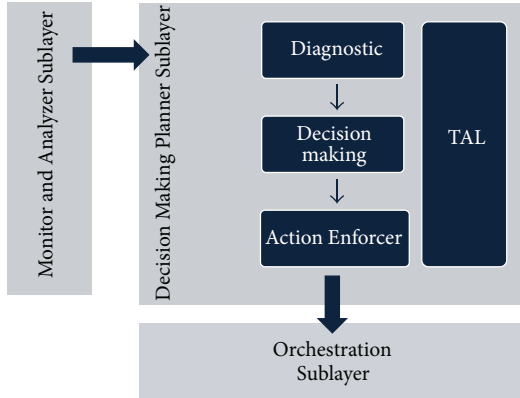 Monitor and Analyzer Sublayer
Decision Making Planner Sublayer
Diagnostic
Decision
making
Action Enforcer
TAL
Orchestration
Sublayer